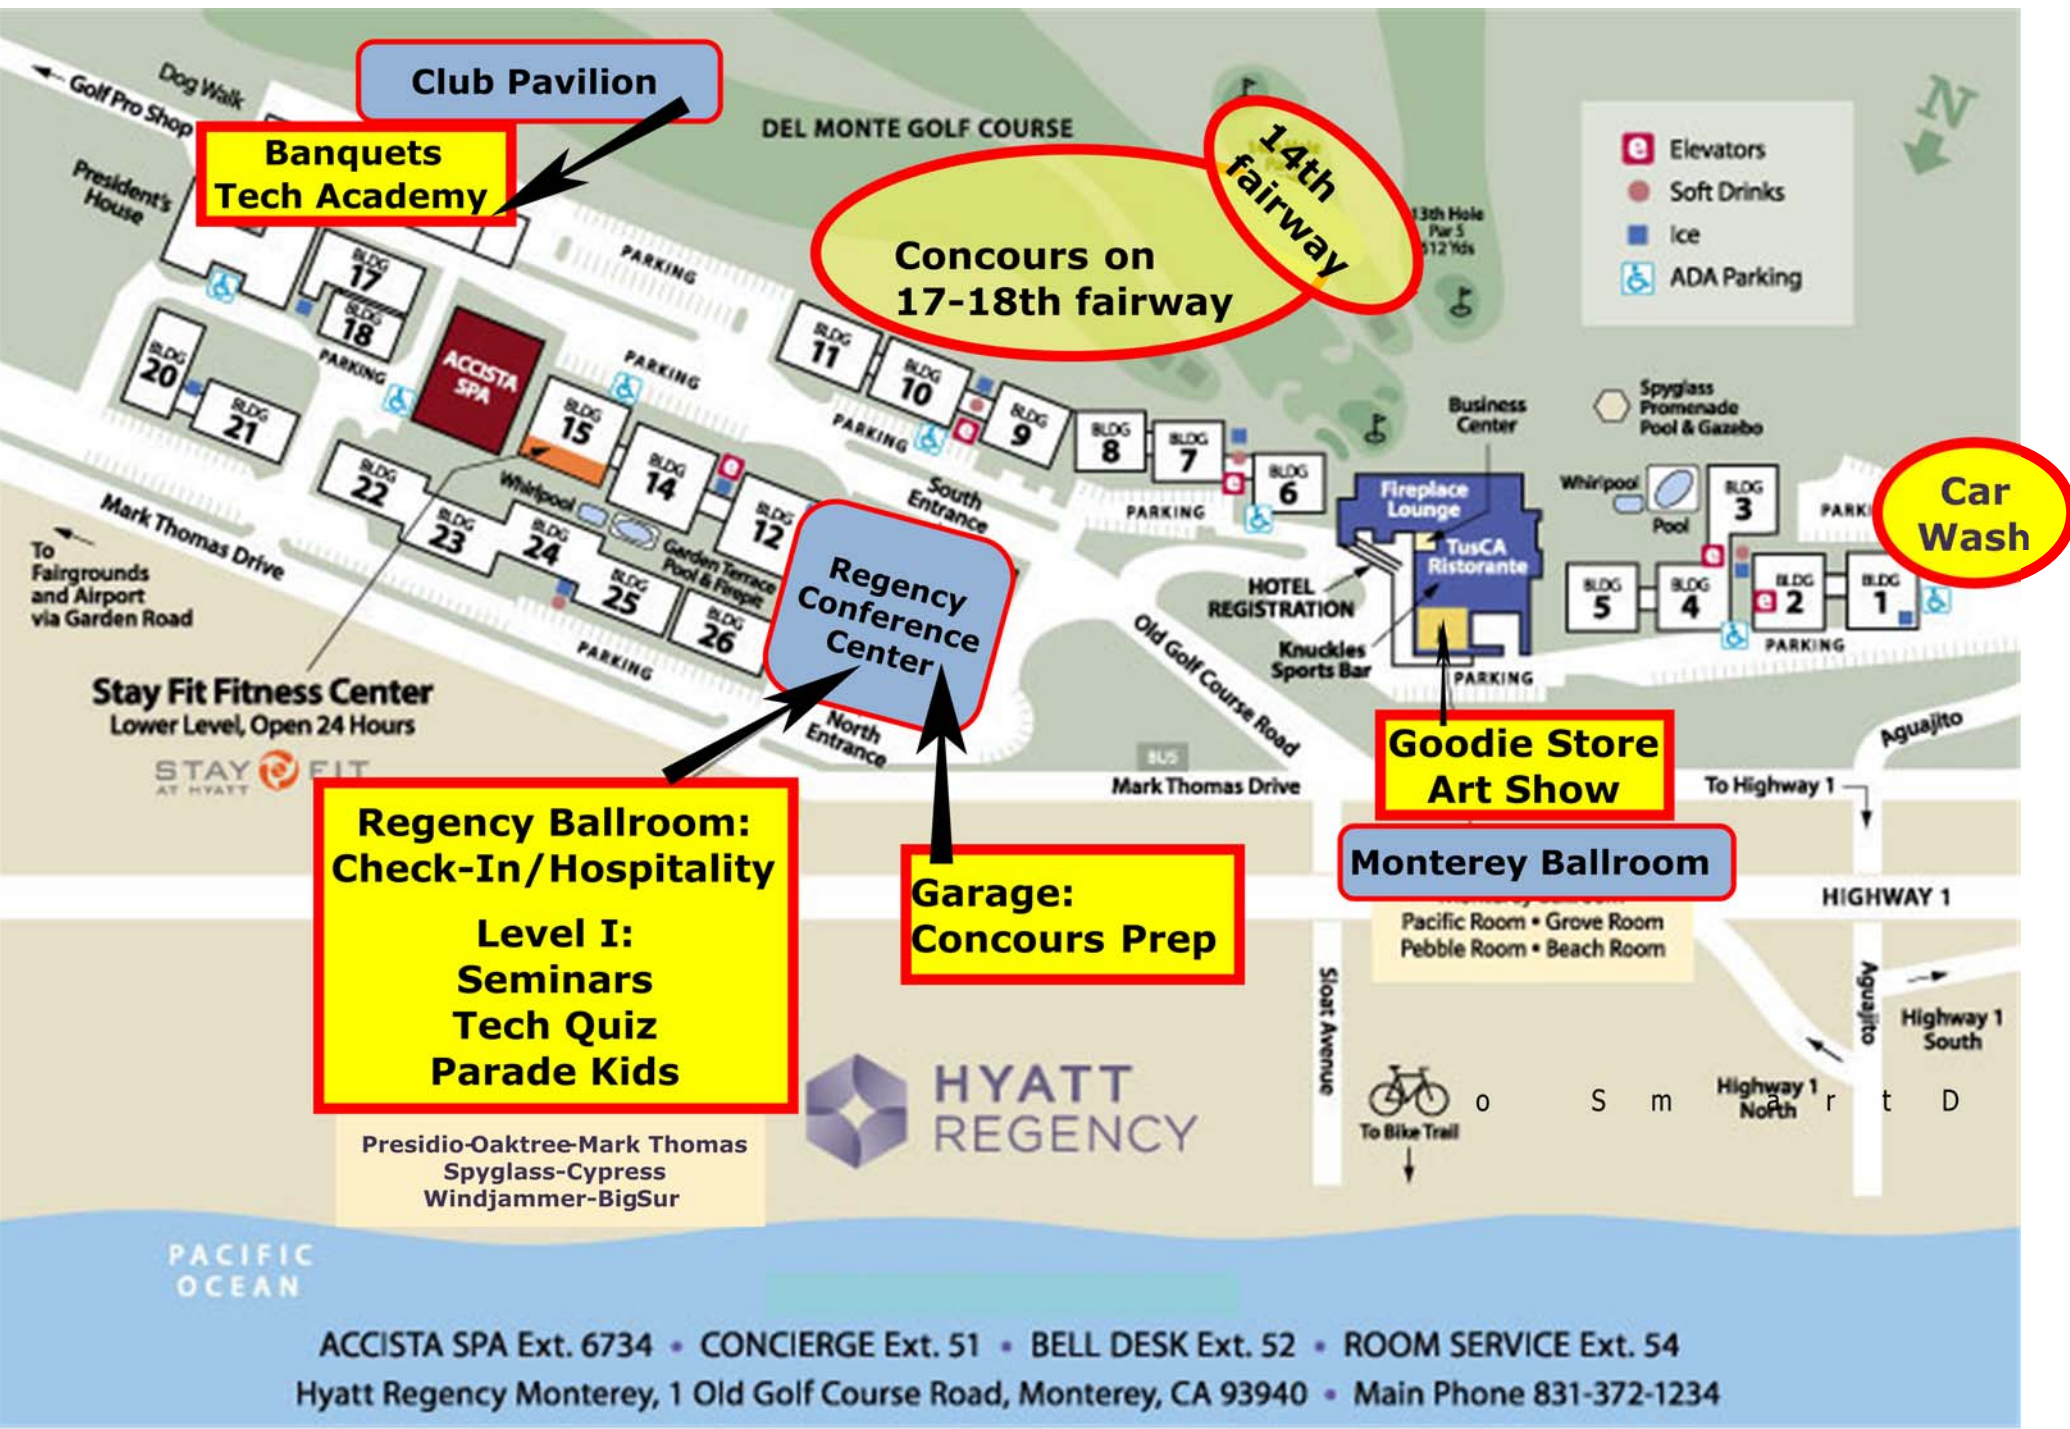 Club Pavilion
Dog Walk
Golf Pro Shop
Banquets
Tech Academy
President's
House
DEL MONTE GOLF COURSE
14th
fairway
Concours on
17-18th fairway
13th Hole
Par 5
512 Yds
N
Elevators
Soft Drinks
Ice
ADA Parking
PARKING
BLDG
17
BLDG
18
PARKING
BLDG
20
BLDG
21
ACCISTA
SPA
PARKING
BLDG
15
BLDG
14
BLDG
12
BLDG
11
BLDG
10
BLDG
9
PARKING
BLDG
8
BLDG
7
BLDG
6
PARKING
South
Entrance
BLDG
22
BLDG
23
BLDG
24
BLDG
25
BLDG
26
Whirlpool
Garden Terrace
Pool & Firepit
PARKING
Mark Thomas Drive
To
Fairgrounds
and Airport
via Garden Road
Regency
Conference
Center
North
Entrance
Business
Center
Fireplace
Lounge
TusCA
Ristorante
HOTEL
REGISTRATION
Knuckles
Sports Bar
PARKING
Spyglass
Promenade
Pool & Gazebo
Whirlpool
Pool
BLDG
3
PARKI
Car
Wash
BLDG
5
BLDG
4
BLDG
2
BLDG
1
PARKING
Old Golf Course Road
Stay Fit Fitness Center
Lower Level, Open 24 Hours
STAY FIT
AT HYATT
BUS
Mark Thomas Drive
Goodie Store
Art Show
Aguajito
To Highway 1
Monterey Ballroom
Pacific Room • Grove Room
Pebble Room • Beach Room
HIGHWAY 1
Regency Ballroom:
Check-In/Hospitality
Level I:
Seminars
Tech Quiz
Parade Kids
Garage:
Concours Prep
Presidio-Oaktree-Mark Thomas
Spyglass-Cypress
Windjammer-BigSur
HYATT
REGENCY
Sloat Avenue
Aguajito
Highway 1
South
Highway 1
North
o S m a r t D
To Bike Trail
PACIFIC
OCEAN
ACCISTA SPA Ext. 6734 • CONCIERGE Ext. 51 • BELL DESK Ext. 52 • ROOM SERVICE Ext. 54
Hyatt Regency Monterey, 1 Old Golf Course Road, Monterey, CA 93940 • Main Phone 831-372-1234